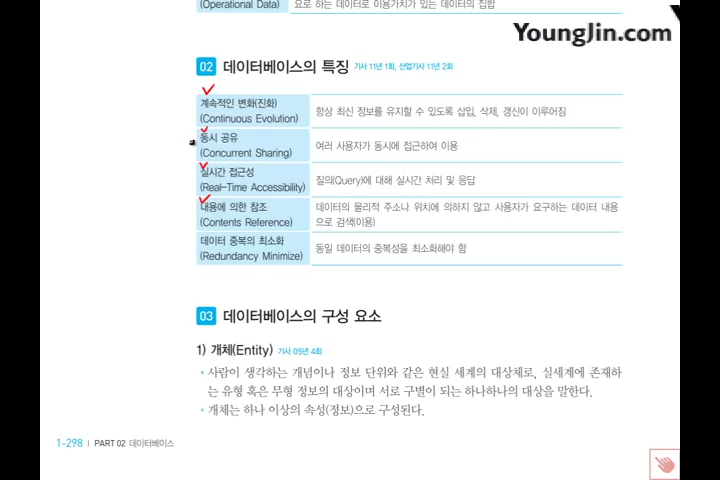 (Operational Data) 요로 하는 데이터로 이용가치가 있는 데이터의 집합
YoungJin.com
02 데이터베이스의 특징 기사 11년 1회, 산업기사 11년 2회
계속적인 변화(진화)
(Continuous Evolution)
항상 최신 정보를 유지할 수 있도록 삽입, 삭제, 갱신이 이루어짐
동시 공유
(Concurrent Sharing)
여러 사용자가 동시에 접근하여 이용
실시간 접근성
(Real-Time Accessibility)
질의(Query)에 대해 실시간 처리 및 응답
내용에 의한 참조
(Contents Reference)
데이터의 물리적 주소나 위치에 의하지 않고 사용자가 요구하는 데이터 내용
으로 검색(이용)
데이터 중복의 최소화
(Redundancy Minimize)
동일 데이터의 중복성을 최소화해야 함
03 데이터베이스의 구성 요소
1) 개체(Entity) 기사 05년 4회
• 사람이 생각하는 개념이나 정보 단위와 같은 현실 세계의 대상체로, 실세계에 존재하
는 유형 혹은 무형 정보의 대상이며 서로 구별이 되는 하나하나의 대상을 말한다.
• 개체는 하나 이상의 속성(정보)으로 구성된다.
1-298 | PART 02 데이터베이스